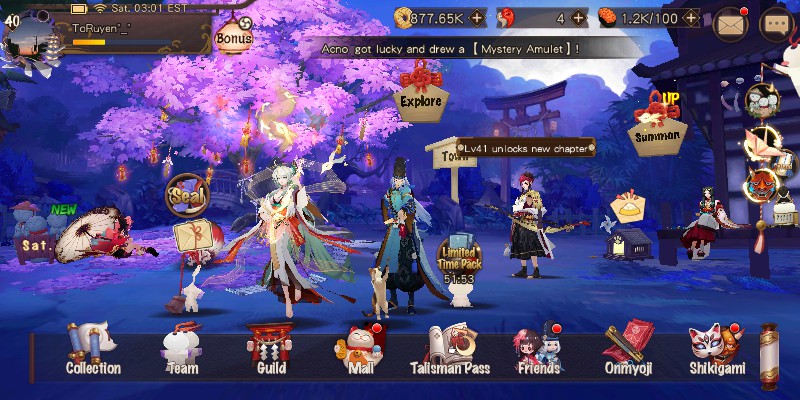 Sat. 03:01 EST
40
TcRuyen'_'
Bonus
877.65K
4
1.2K/100
Acno got lucky and drew a 【Mystery Amulet】!
Explore
UP
Summon
Town
Lv41 unlocks new chapter
Seal
NEW
Sat.
Limited
Time Pack
51:53
Collection
Team
Guild
Mall
Talisman Pass
Friends
Onmyoji
Shikigami